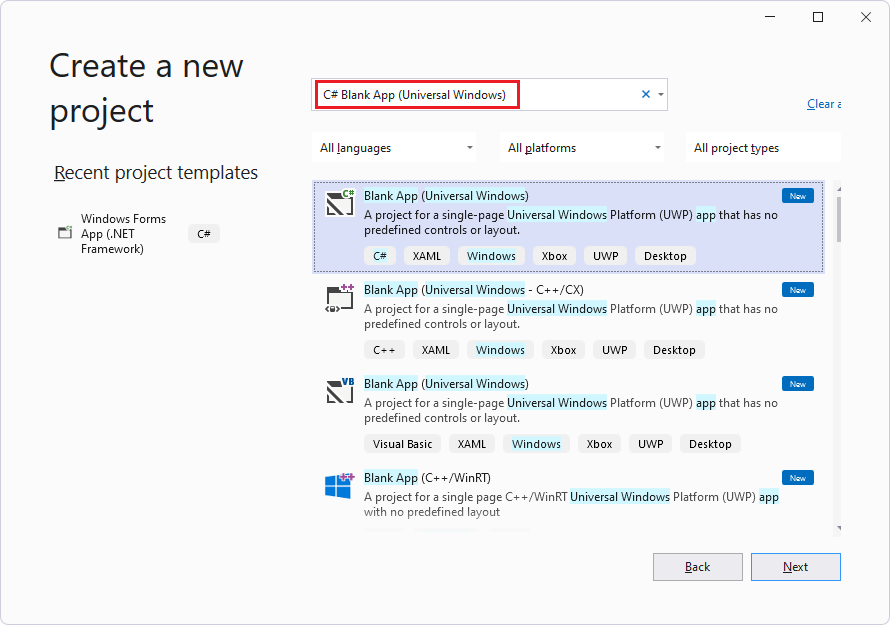 Create a new
project
C# Blank App (Universal Windows)
Clear a
All languages
All platforms
All project types
Recent project templates
Windows Forms
App (.NET
Framework)
C#
C#
Blank App (Universal Windows)
New
A project for a single-page Universal Windows Platform (UWP) app that has no
predefined controls or layout.
C# XAML Windows Xbox UWP Desktop
++
Blank App (Universal Windows - C++/CX)
New
A project for a single-page Universal Windows Platform (UWP) app that has no
predefined controls or layout.
C++ XAML Windows Xbox UWP Desktop
VB
Blank App (Universal Windows)
New
A project for a single-page Universal Windows Platform (UWP) app that has no
predefined controls or layout.
Visual Basic XAML Windows Xbox UWP Desktop
++
Blank App (C++/WinRT)
New
A project for a single page C++/WinRT Universal Windows Platform (UWP) app
with no predefined layout
Back
Next